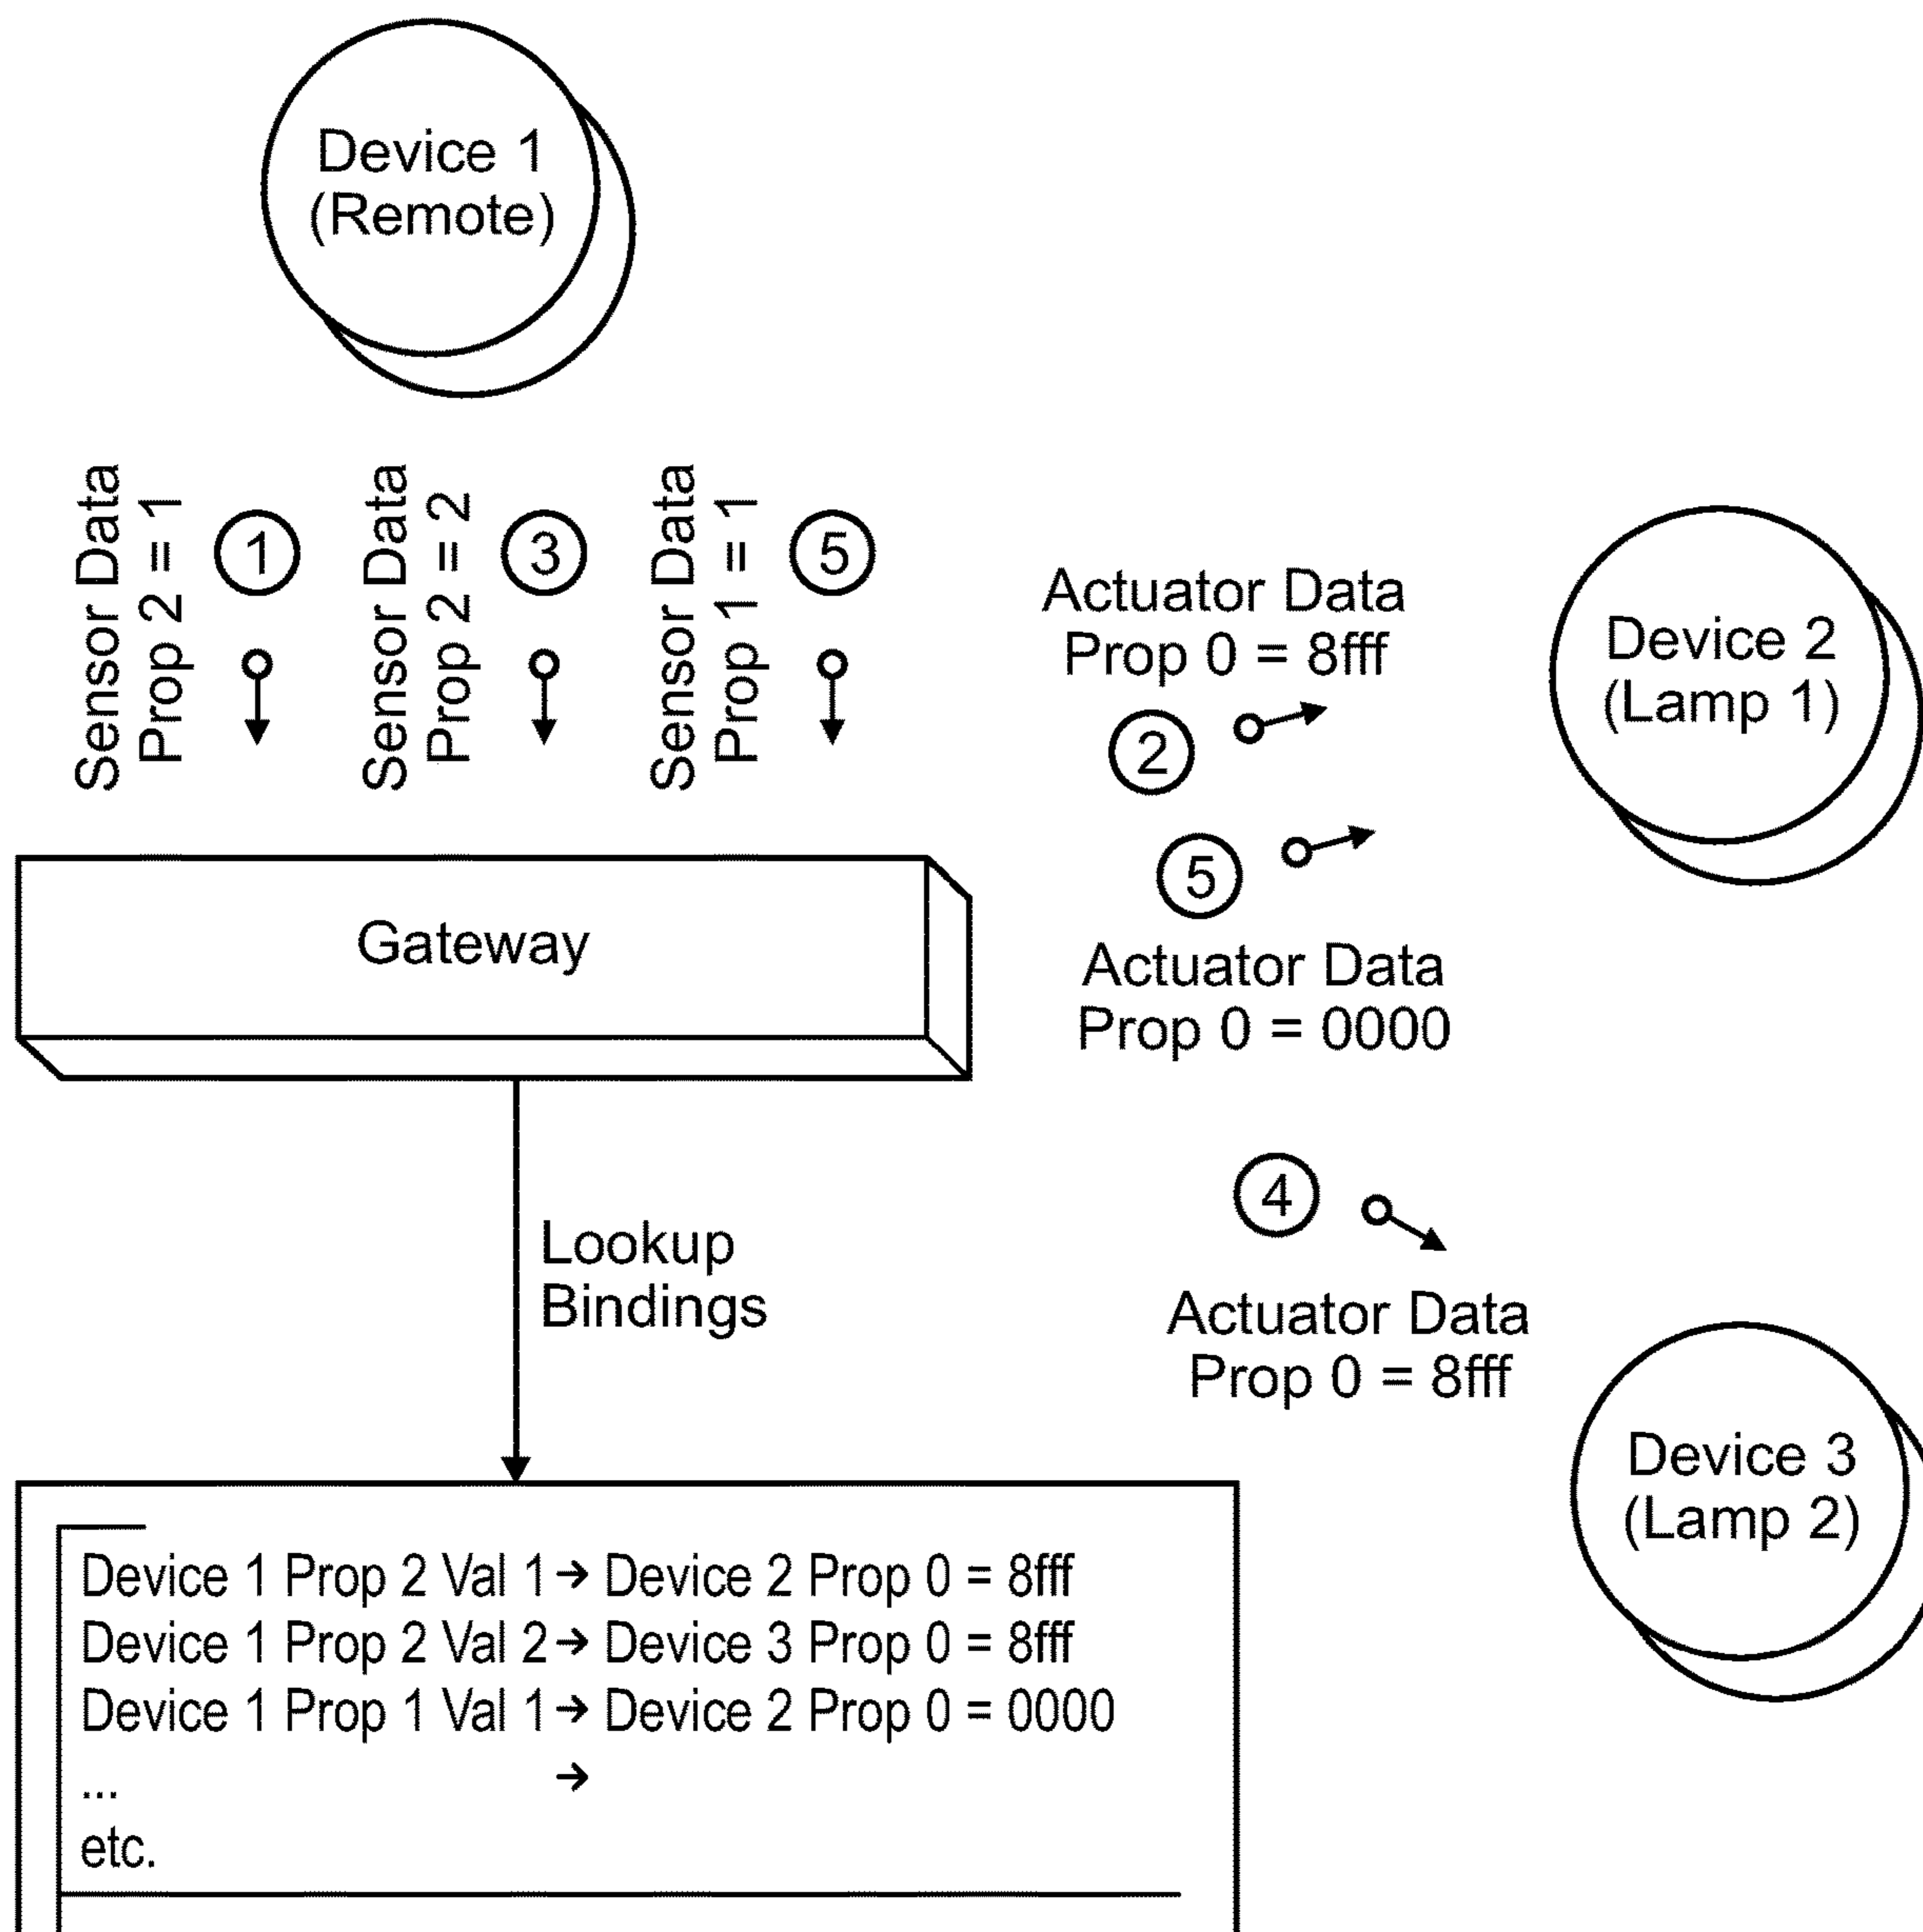 Device 1
(Remote)
Sensor Data
Prop 2 = 1
1
Sensor Data
Prop 2 = 2
3
Sensor Data
Prop 1 = 1
5
Actuator Data
Prop 0 = 8fff
2
Device 2
(Lamp 1)
5
Actuator Data
Prop 0 = 0000
Gateway
Lookup
Bindings
4
Actuator Data
Prop 0 = 8fff
Device 3
(Lamp 2)
Device 1 Prop 2 Val 1 → Device 2 Prop 0 = 8fff
Device 1 Prop 2 Val 2 → Device 3 Prop 0 = 8fff
Device 1 Prop 1 Val 1 → Device 2 Prop 0 = 0000
... →
etc.